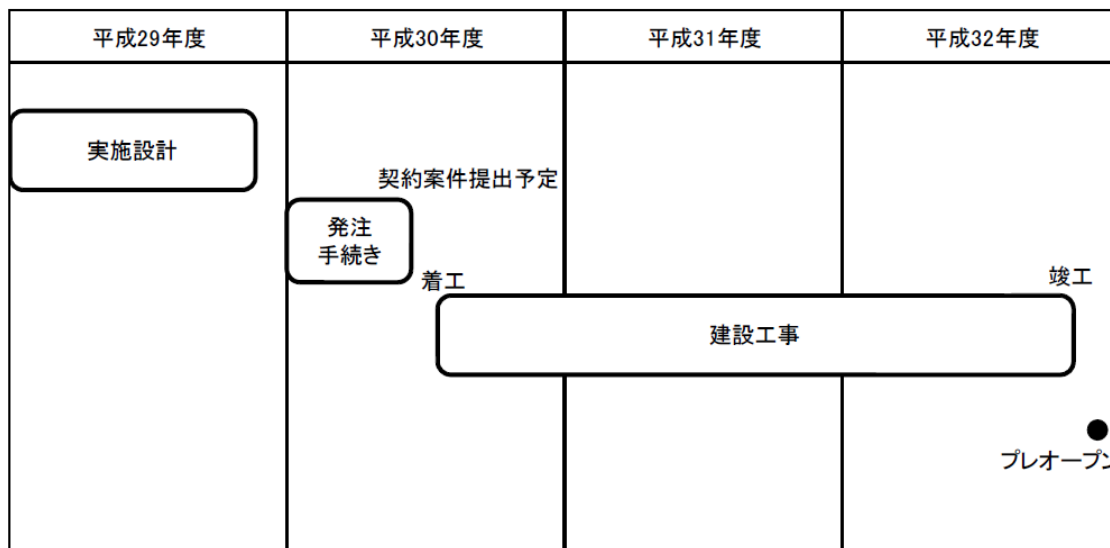 平成29年度
平成30年度
平成31年度
平成32年度
実施設計
契約案件提出予定
発注
手続き
着工
竣工
建設工事
プレオープン